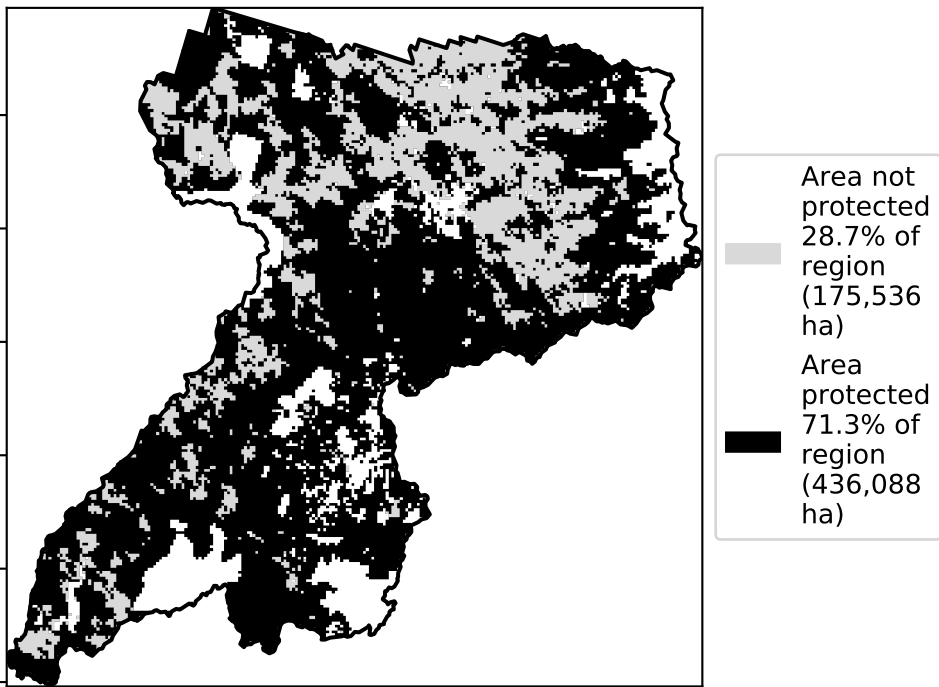 Area not
protected
28.7% of
region
(175,536
ha)
Area
protected
71.3% of
region
(436,088
ha)